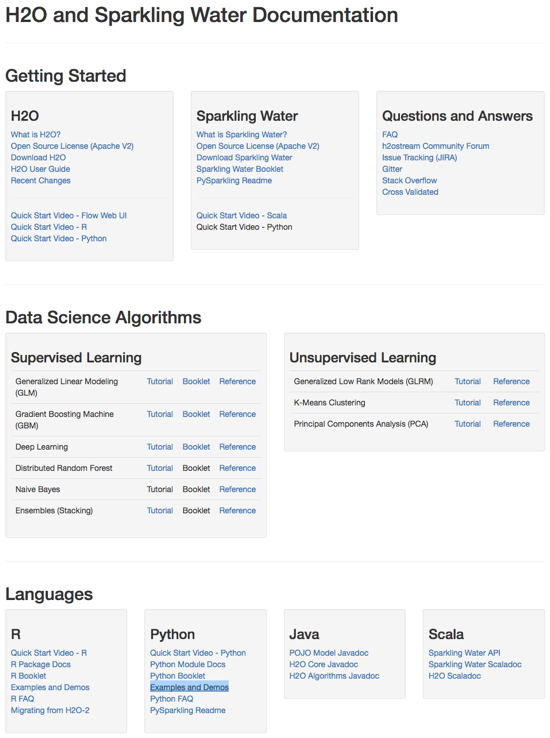 H2O and Sparkling Water Documentation
Getting Started
H2O
What is H2O?
Open Source License (Apache V2)
Download H2O
H2O User Guide
Recent Changes
Quick Start Video - Flow Web UI
Quick Start Video - R
Quick Start Video - Python
Sparkling Water
What is Sparkling Water?
Open Source License (Apache V2)
Download Sparkling Water
Sparkling Water Booklet
PySparkling Readme
Quick Start Video - Scala
Quick Start Video - Python
Questions and Answers
FAQ
h2ostream Community Forum
Issue Tracking (JIRA)
Gitter
Stack Overflow
Cross Validated
Data Science Algorithms
Supervised Learning
Generalized Linear Modeling Tutorial Booklet Reference
(GLM)
Gradient Boosting Machine Tutorial Booklet Reference
(GBM)
Deep Learning Tutorial Booklet Reference
Distributed Random Forest Tutorial Booklet Reference
Naive Bayes Tutorial Booklet Reference
Ensembles (Stacking) Tutorial Booklet Reference
Unsupervised Learning
Generalized Low Rank Models (GLRM) Tutorial Reference
K-Means Clustering Tutorial Reference
Principal Components Analysis (PCA) Tutorial Reference
Languages
R
Quick Start Video - R
R Package Docs
R Booklet
Examples and Demos
R FAQ
Migrating from H2O-2
Python
Quick Start Video - Python
Python Module Docs
Python Booklet
Examples and Demos
Python FAQ
PySparkling Readme
Java
POJO Model Javadoc
H2O Core Javadoc
H2O Algorithms Javadoc
Scala
Sparkling Water API
Sparkling Water Scaladoc
H2O Scaladoc